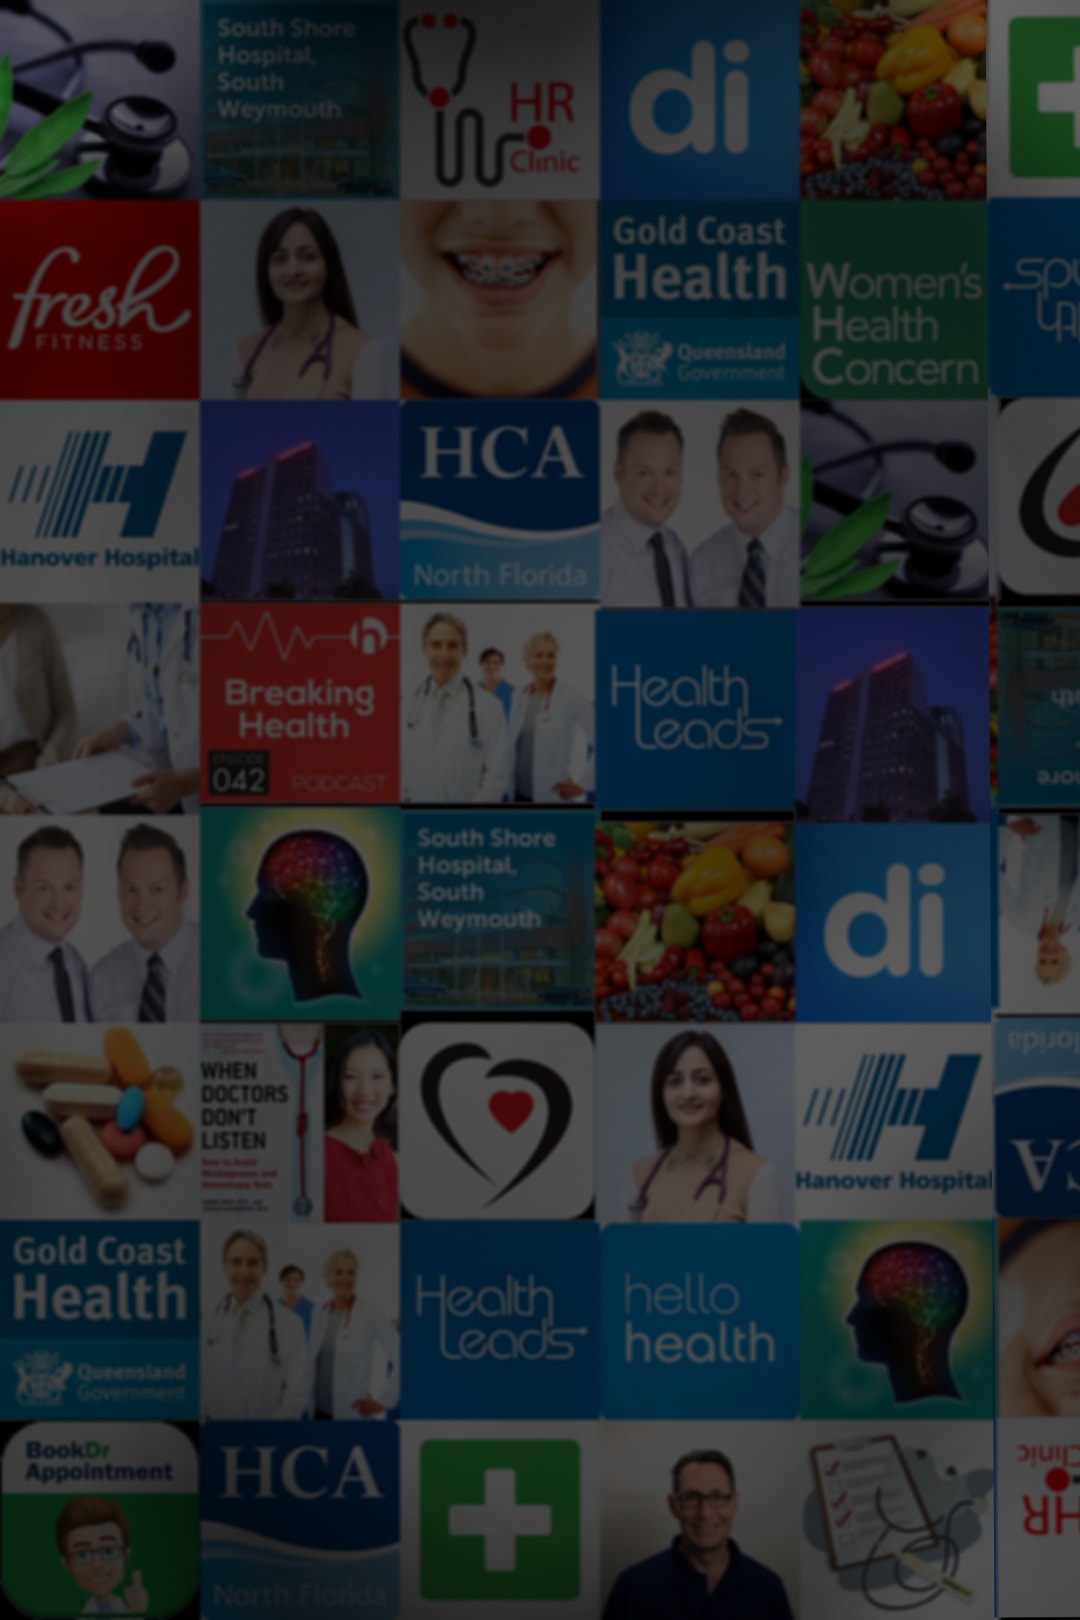 South Shore
Hospital,
South
Weymouth
HR
Clinic
di
fresh
FITNESS
Gold Coast
Health
Queensland
Government
Women's
Health
Concern
Hanover Hospital
HCA
North Florida
Breaking
Health
EPISODE
042
PODCAST
Health
Leads
South Shore
Hospital,
South
Weymouth
di
WHEN
DOCTORS
DON'T
LISTEN
Hanover Hospital
Gold Coast
Health
Queensland
Government
Health
Leads
hello
health
BookDr
Appointment
HCA
North Florida
Clinic
HR